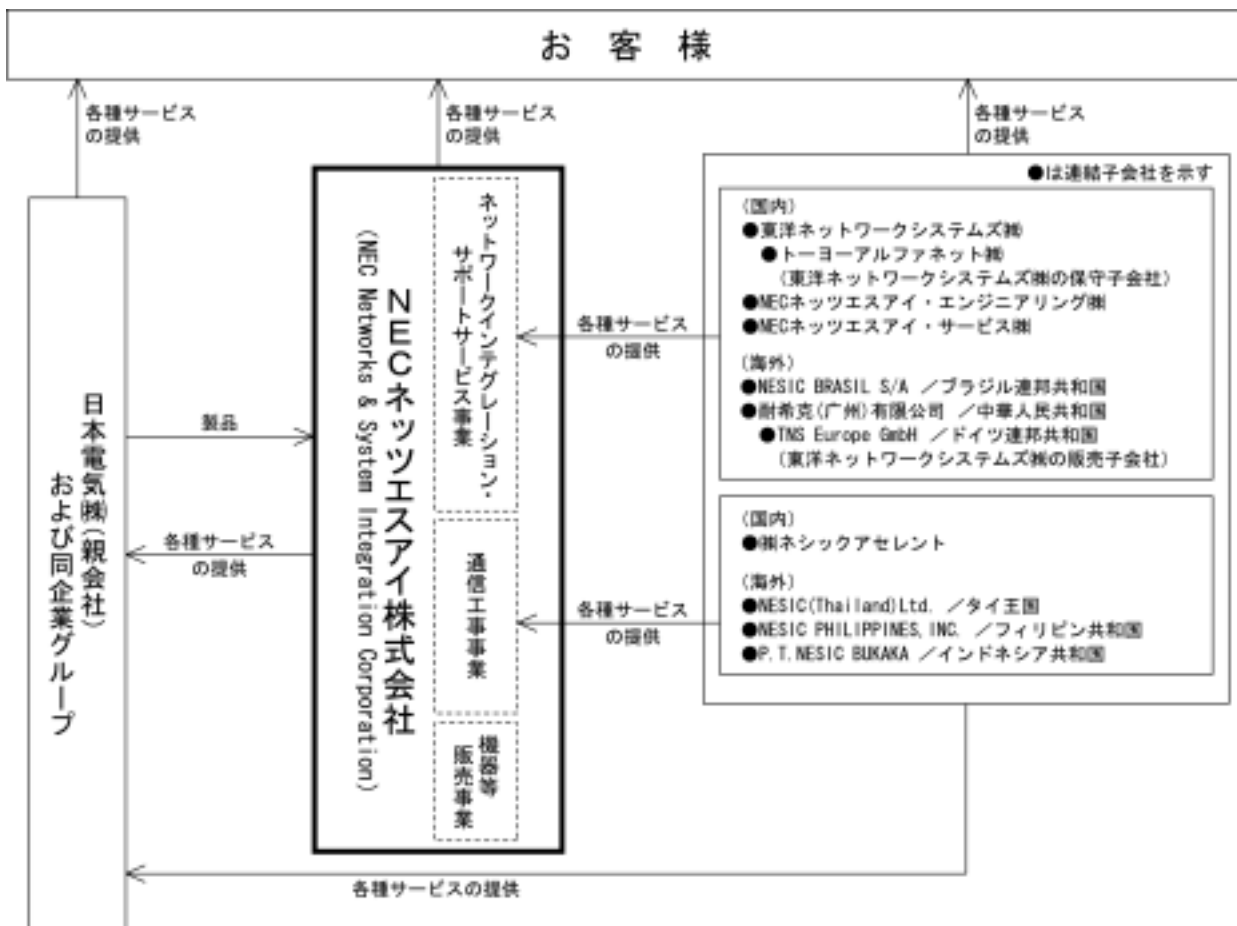 お 客 様
各種サービス
の提供
各種サービス
の提供
各種サービス
の提供
日本電気㈱(親会社)
および同企業グループ
製品
各種サービス
の提供
NECネッツエスアイ株式会社
(NEC Networks & System Integration Corporation)
ネットワークインテグレーション・
サポートサービス事業
通信工事事業
機器等
販売事業
各種サービス
の提供
各種サービス
の提供
●は連結子会社を示す
(国内)
●東洋ネットワークシステムズ㈱
●トーヨーアルファネット㈱
(東洋ネットワークシステムズ㈱の保守子会社)
●NECネッツエスアイ・エンジニアリング㈱
●NECネッツエスアイ・サービス㈱
(海外)
●NESIC BRASIL S/A ／ブラジル連邦共和国
●耐希克(广州)有限公司 ／中華人民共和国
●TNS Europe GmbH ／ドイツ連邦共和国
(東洋ネットワークシステムズ㈱の販売子会社)
(国内)
●㈱ネシックアセレント
(海外)
●NESIC(Thailand)Ltd. ／タイ王国
●NESIC PHILIPPINES, INC. ／フィリピン共和国
●P.T.NESIC BUKAKA ／インドネシア共和国
各種サービスの提供